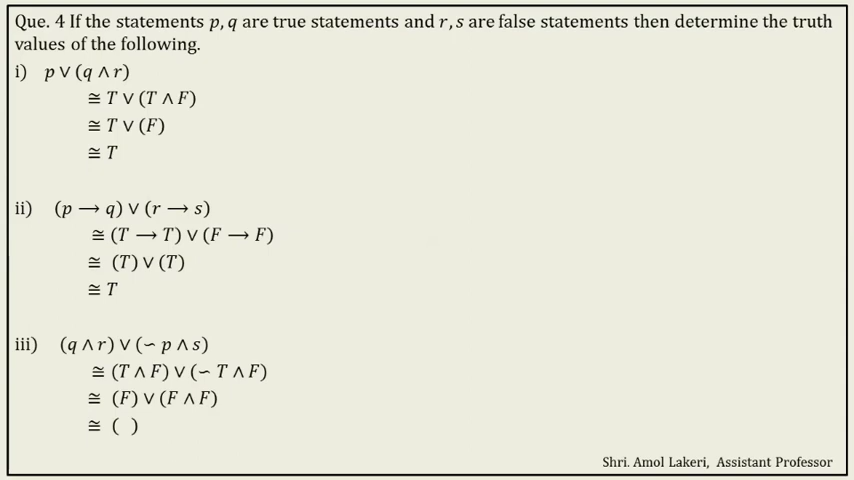 Que. 4 If the statements p, q are true statements and r, s are false statements then determine the truth
values of the following.
i) p ∨ (q ∧ r)
≅ T ∨ (T ∧ F)
≅ T ∨ (F)
≅ T
ii) (p ⟶ q) ∨ (r ⟶ s)
≅ (T ⟶ T) ∨ (F ⟶ F)
≅ (T) ∨ (T)
≅ T
iii) (q ∧ r) ∨ (∽ p ∧ s)
≅ (T ∧ F) ∨ (∽ T ∧ F)
≅ (F) ∨ (F ∧ F)
≅ ( )
Shri. Amol Lakeri, Assistant Professor